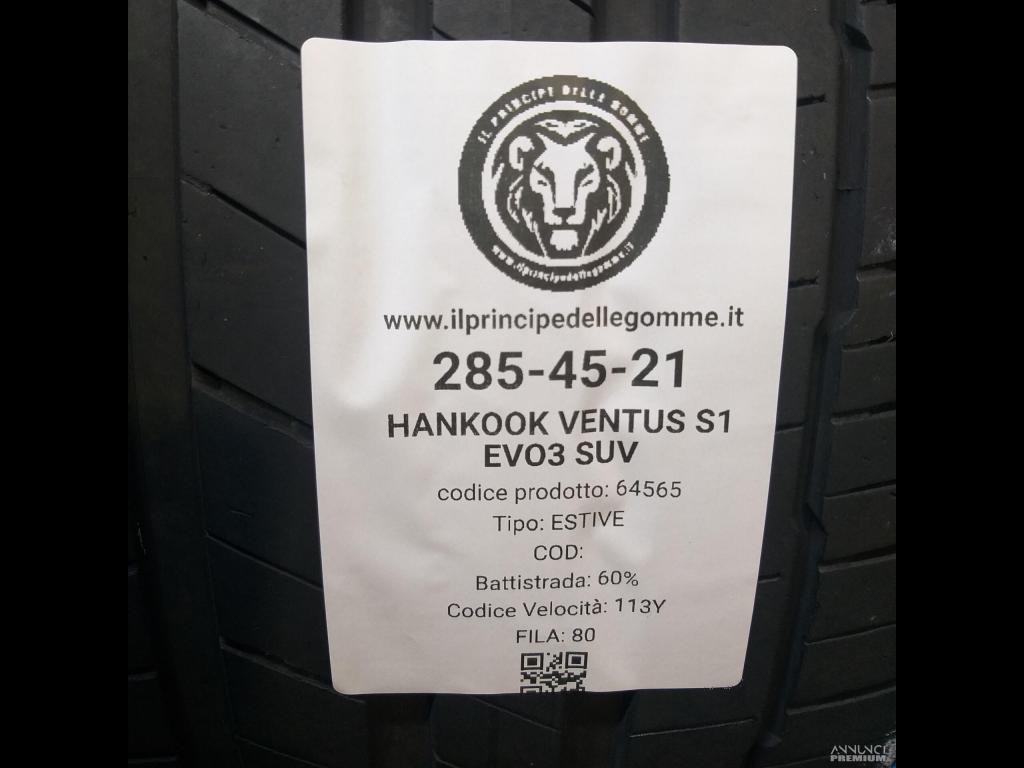 IL PRINCIPE DELLE GOMME
www.ilprincipedellegomme.it
www.ilprincipedellegomme.it
285-45-21
HANKOOK VENTUS S1
EVO3 SUV
codice prodotto: 64565
Tipo: ESTIVE
COD:
Battistrada: 60%
Codice Velocità: 113Y
FILA: 80
ANNUNCI
PREMIUM